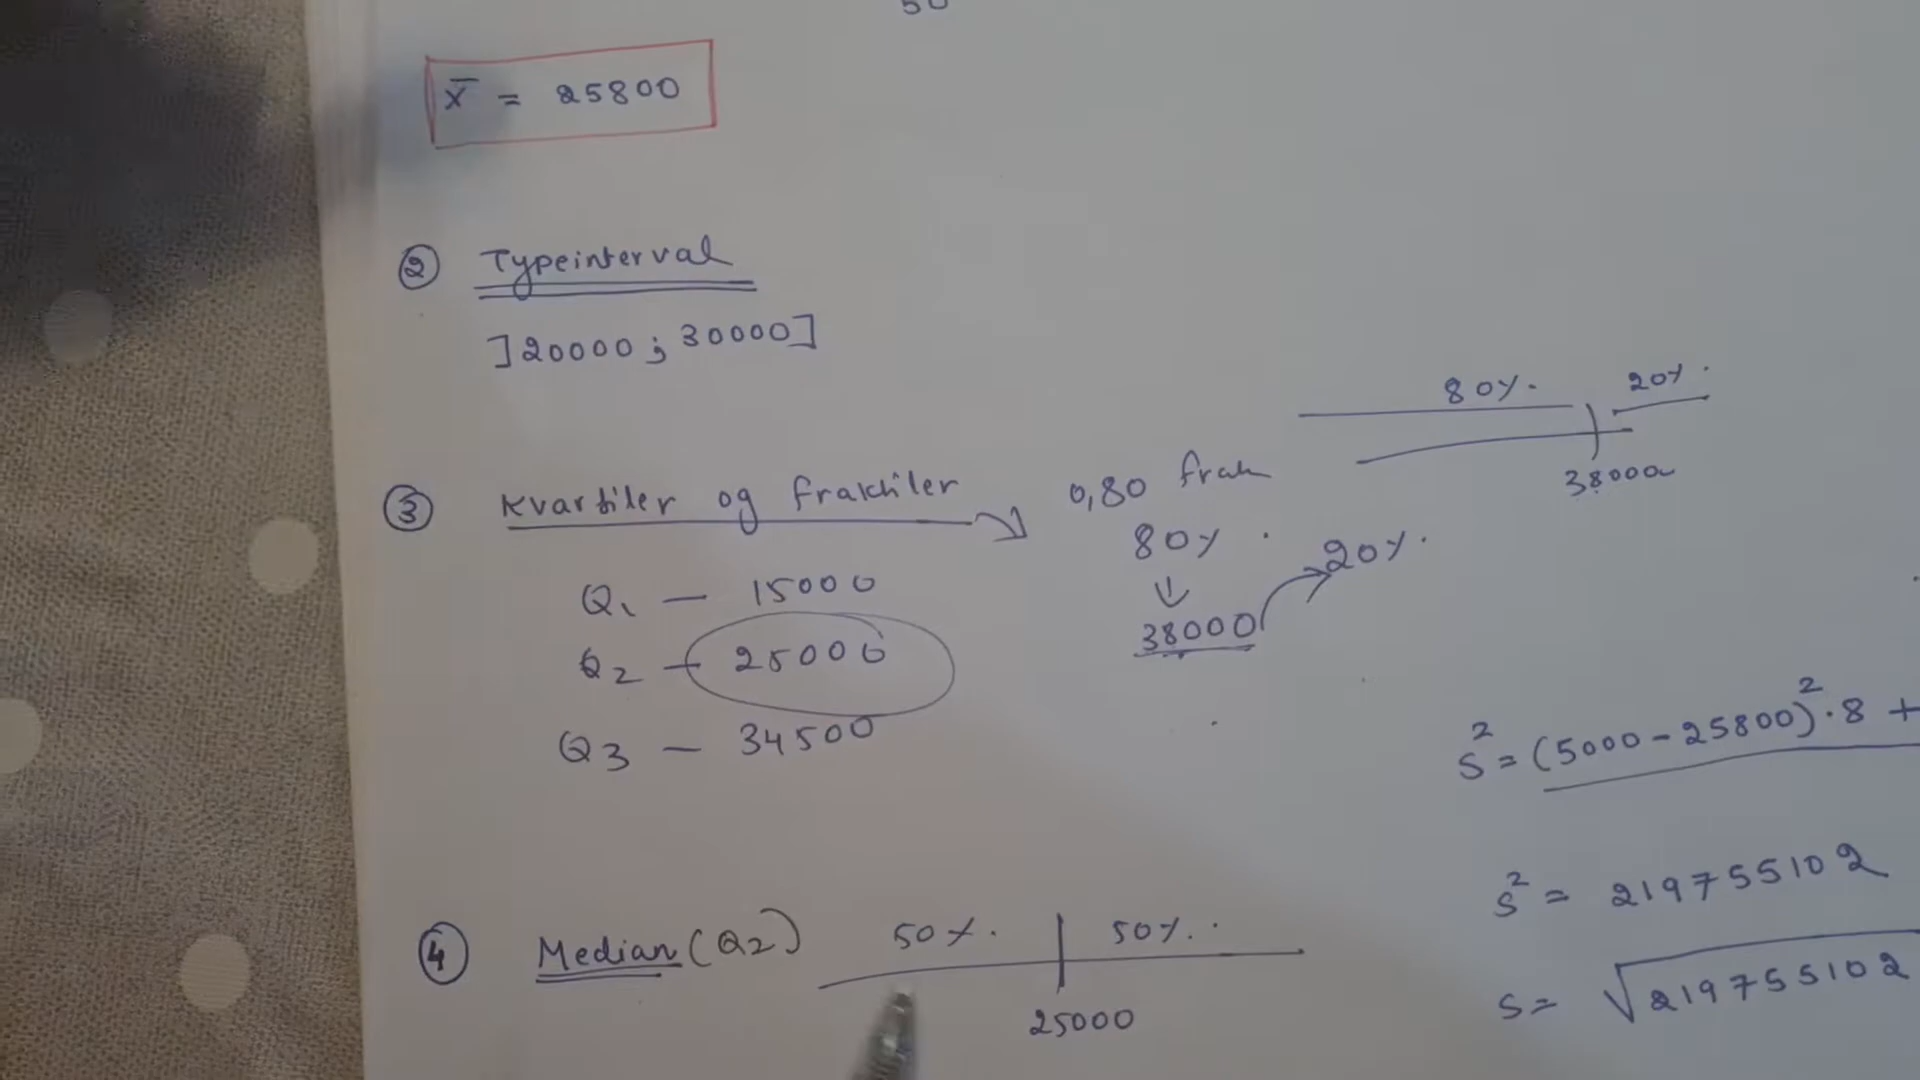 x̄ = 25800
② Typeinterval
]20000 ; 30000]
③ Kvartiler og fraktiler
Q1 — 15000
Q2 — 25000
Q3 — 34500
0,80 frak
80%
38000
20%
80% 20%
38000
④ Median (Q2)
50% 50%
25000
s² = (5000 - 25800)² · 8 +
s² = 219755102
s = √219755102